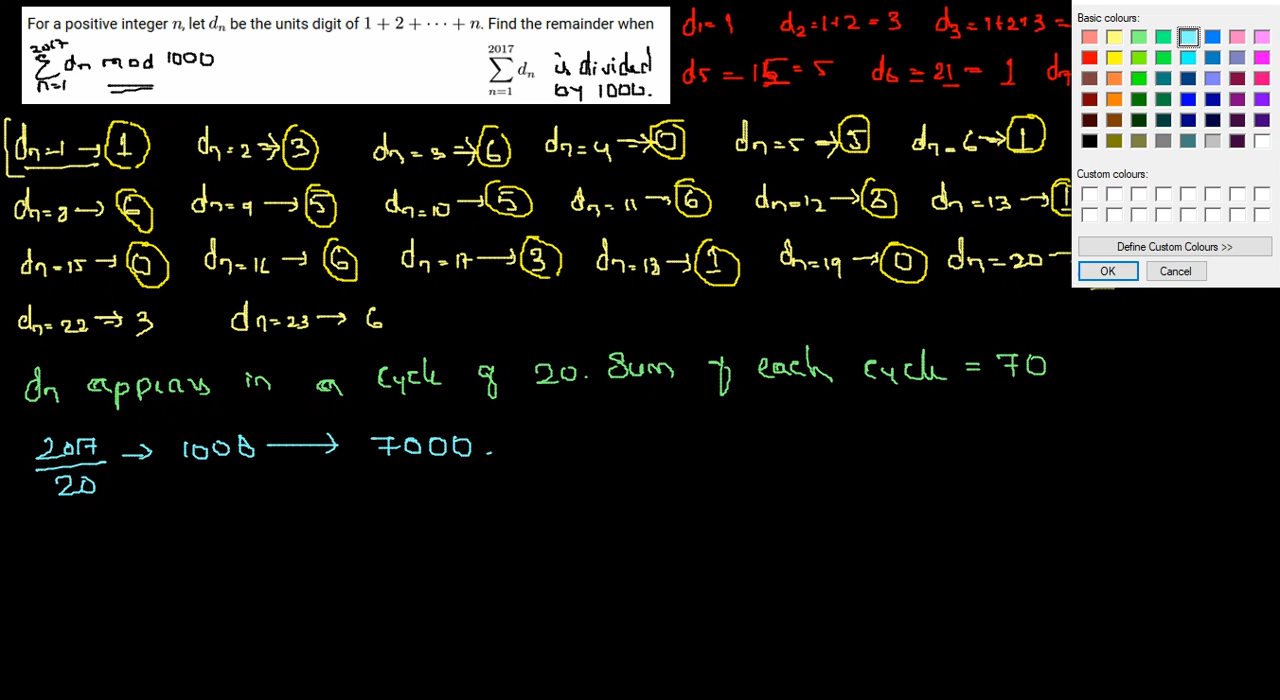 For a positive integer n, let dn be the units digit of 1 + 2 + ⋯ + n. Find the remainder when
2017 ∑ n=1 dn mod 1000
2017 ∑ n=1 dn is divided by 1000.
d1=1 d2=1+2=3 d3=1+2+3=
d5=15=5 d6=21=1
dn=1→1 dn=2→3 dn=3→6 dn=4→0 dn=5→5 dn=6→1
dn=8→6 dn=9→5 dn=10→5 dn=11→6 dn=12→8 dn=13→1
dn=15→0 dn=16→6 dn=17→3 dn=18→1 dn=19→0 dn=20→
dn=22→3 dn=23→6
dn appears in a cycle of 20. Sum of each cycle = 70
2017/20 → 100 → 7000.
Basic colours:
Custom colours:
Define Custom Colours >>
OK Cancel